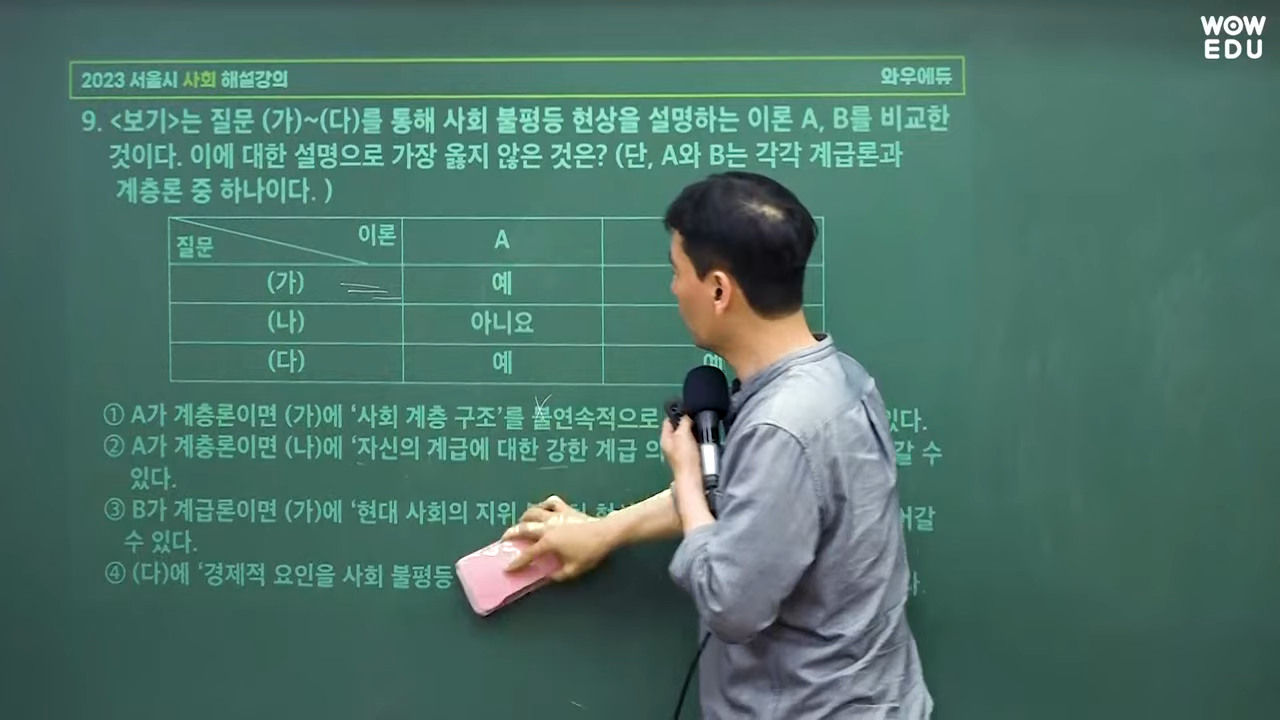 WOW
EDU
2023 서울시 사회 해설강의 와우에듀
9. <보기>는 질문 (가)~(다)를 통해 사회 불평등 현상을 설명하는 이론 A, B를 비교한
것이다. 이에 대한 설명으로 가장 옳지 않은 것은? (단, A와 B는 각각 계급론과
계층론 중 하나이다. )
이론 A
질문
(가) 예
(나) 아니요
(다) 예 예
① A가 계층론이면 (가)에 ‘사회 계층 구조’를 불연속적으로 있다.
② A가 계층론이면 (나)에 ‘자신의 계급에 대한 강한 계급 갈 수
있다.
③ B가 계급론이면 (가)에 ‘현대 사회의 지위
수 있다.
④ (다)에 ‘경제적 요인을 사회 불평등